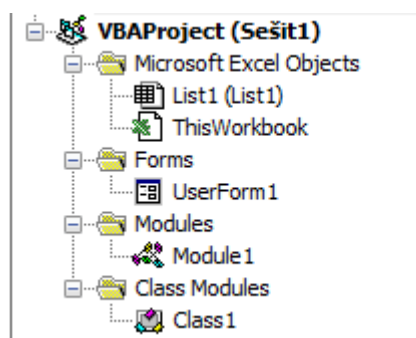 VBAProject (Sešit1)
Microsoft Excel Objects
List1 (List1)
ThisWorkbook
Forms
UserForm1
Modules
Module1
Class Modules
Class1